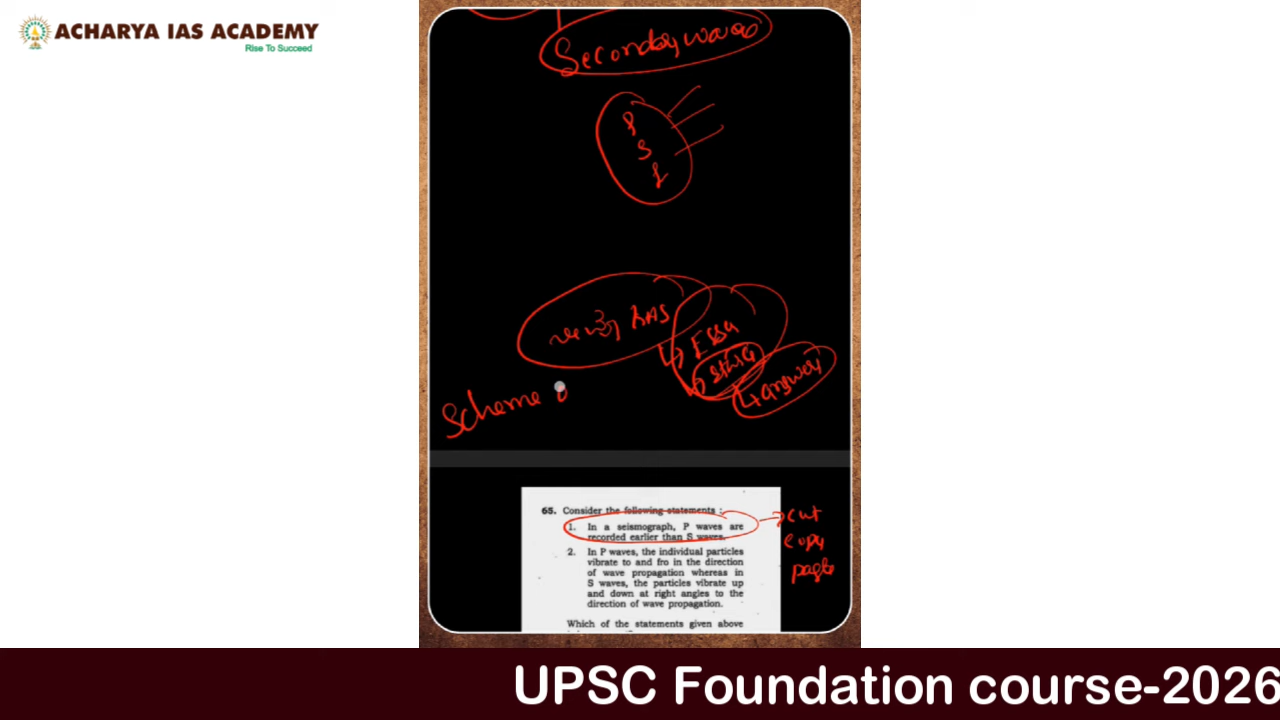 ACHARYA IAS ACADEMY
Rise To Succeed
Secondary waves
P
S
L
Scheme
answer
65. Consider the following statements :
1. In a seismograph, P waves are
recorded earlier than S waves.
cut
copy
paste
2. In P waves, the individual particles
vibrate to and fro in the direction
of wave propagation whereas in
S waves, the particles vibrate up
and down at right angles to the
direction of wave propagation.
Which of the statements given above
UPSC Foundation course-2026